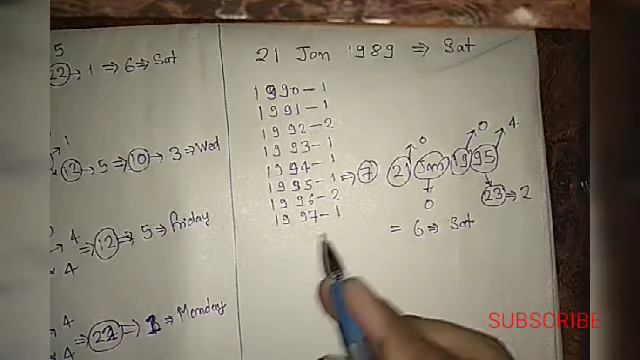 5
22 → 1 ⇒ 6 ⇒ Sat
1
12 → 5 ⇒ 10 → 3 ⇒ Wed
4 ⇒ 12 ⇒ 5 ⇒ Friday
4
4
⇒ 22 ⇒ 1 ⇒ Monday
4
21 Jan 1989 ⇒ Sat
1990-1
1991-1
1992-2
1993-1
1994-1
1995-1 ⇒ 7
1996-2
1997-1
0 0 4
21 Jan 19 95
0 23 ⇒ 2
= 6 ⇒ Sat
SUBSCRIBE